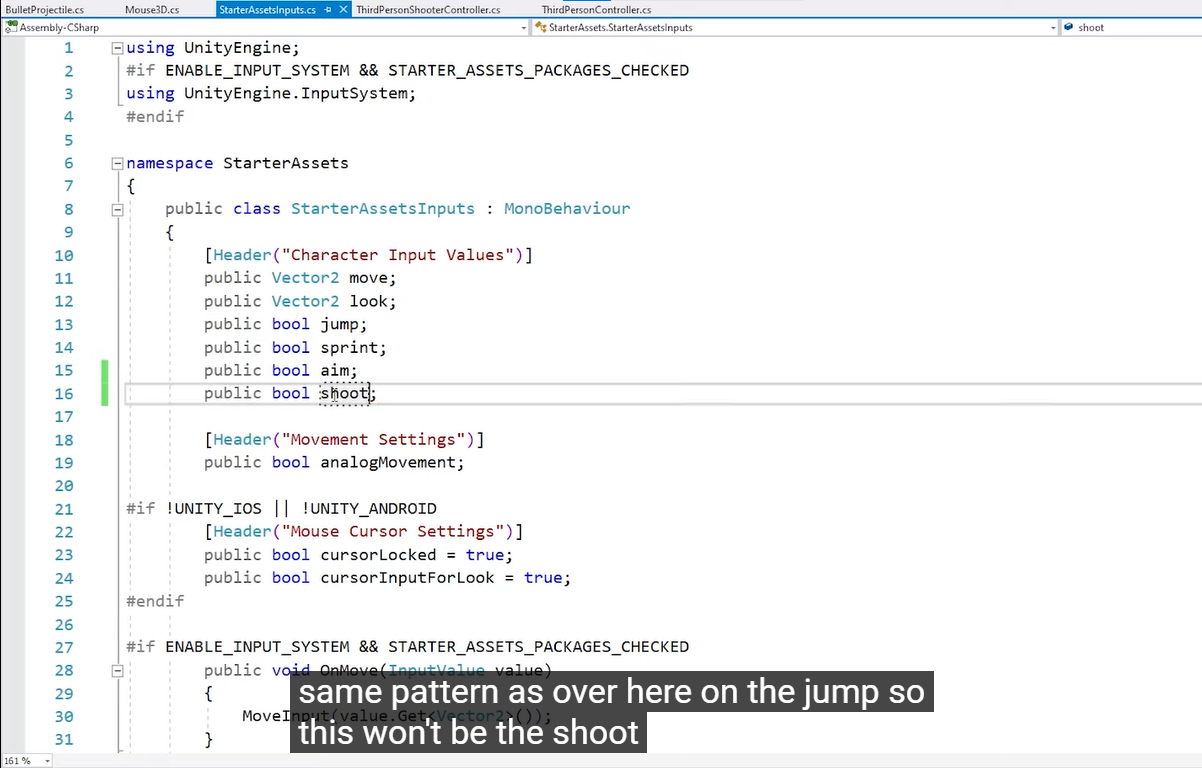 BulletProjectile.cs Mouse3D.cs StarterAssetsInputs.cs ThirdPersonShooterController.cs ThirdPersonController.cs
Assembly-CSharp StarterAssets.StarterAssetsInputs shoot
1 using UnityEngine;
2 #if ENABLE_INPUT_SYSTEM && STARTER_ASSETS_PACKAGES_CHECKED
3 using UnityEngine.InputSystem;
4 #endif
5
6 namespace StarterAssets
7 {
8 public class StarterAssetsInputs : MonoBehaviour
9 {
10 [Header("Character Input Values")]
11 public Vector2 move;
12 public Vector2 look;
13 public bool jump;
14 public bool sprint;
15 public bool aim;
16 public bool shoot;
17
18 [Header("Movement Settings")]
19 public bool analogMovement;
20
21 #if !UNITY_IOS || !UNITY_ANDROID
22 [Header("Mouse Cursor Settings")]
23 public bool cursorLocked = true;
24 public bool cursorInputForLook = true;
25 #endif
26
27 #if ENABLE_INPUT_SYSTEM && STARTER_ASSETS_PACKAGES_CHECKED
28 public void OnMove(InputValue value)
29 {
30 MoveInput(value.Get<Vector2>());
31 }
same pattern as over here on the jump so
this won't be the shoot
161 %